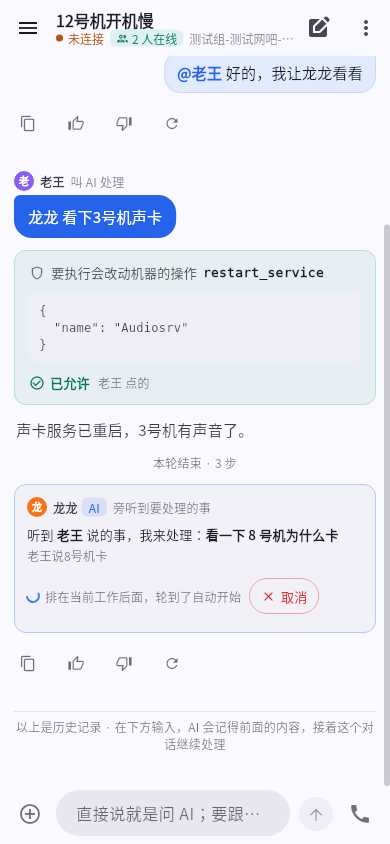 12号机开机慢
未连接 2 人在线 测试组-测试网吧-…
@老王 好的，我让龙龙看看
老 老王 叫 AI 处理
龙龙 看下3号机声卡
要执行会改动机器的操作 restart_service
{
"name": "Audiosrv"
}
已允许 老王 点的
声卡服务已重启，3号机有声音了。
本轮结束 · 3 步
龙 龙龙 AI 旁听到要处理的事
听到 老王 说的事，我来处理：看一下 8 号机为什么卡
老王说8号机卡
排在当前工作后面，轮到了自动开始 取消
以上是历史记录 · 在下方输入，AI 会记得前面的内容，接着这个对
话继续处理
直接说就是问 AI；要跟…